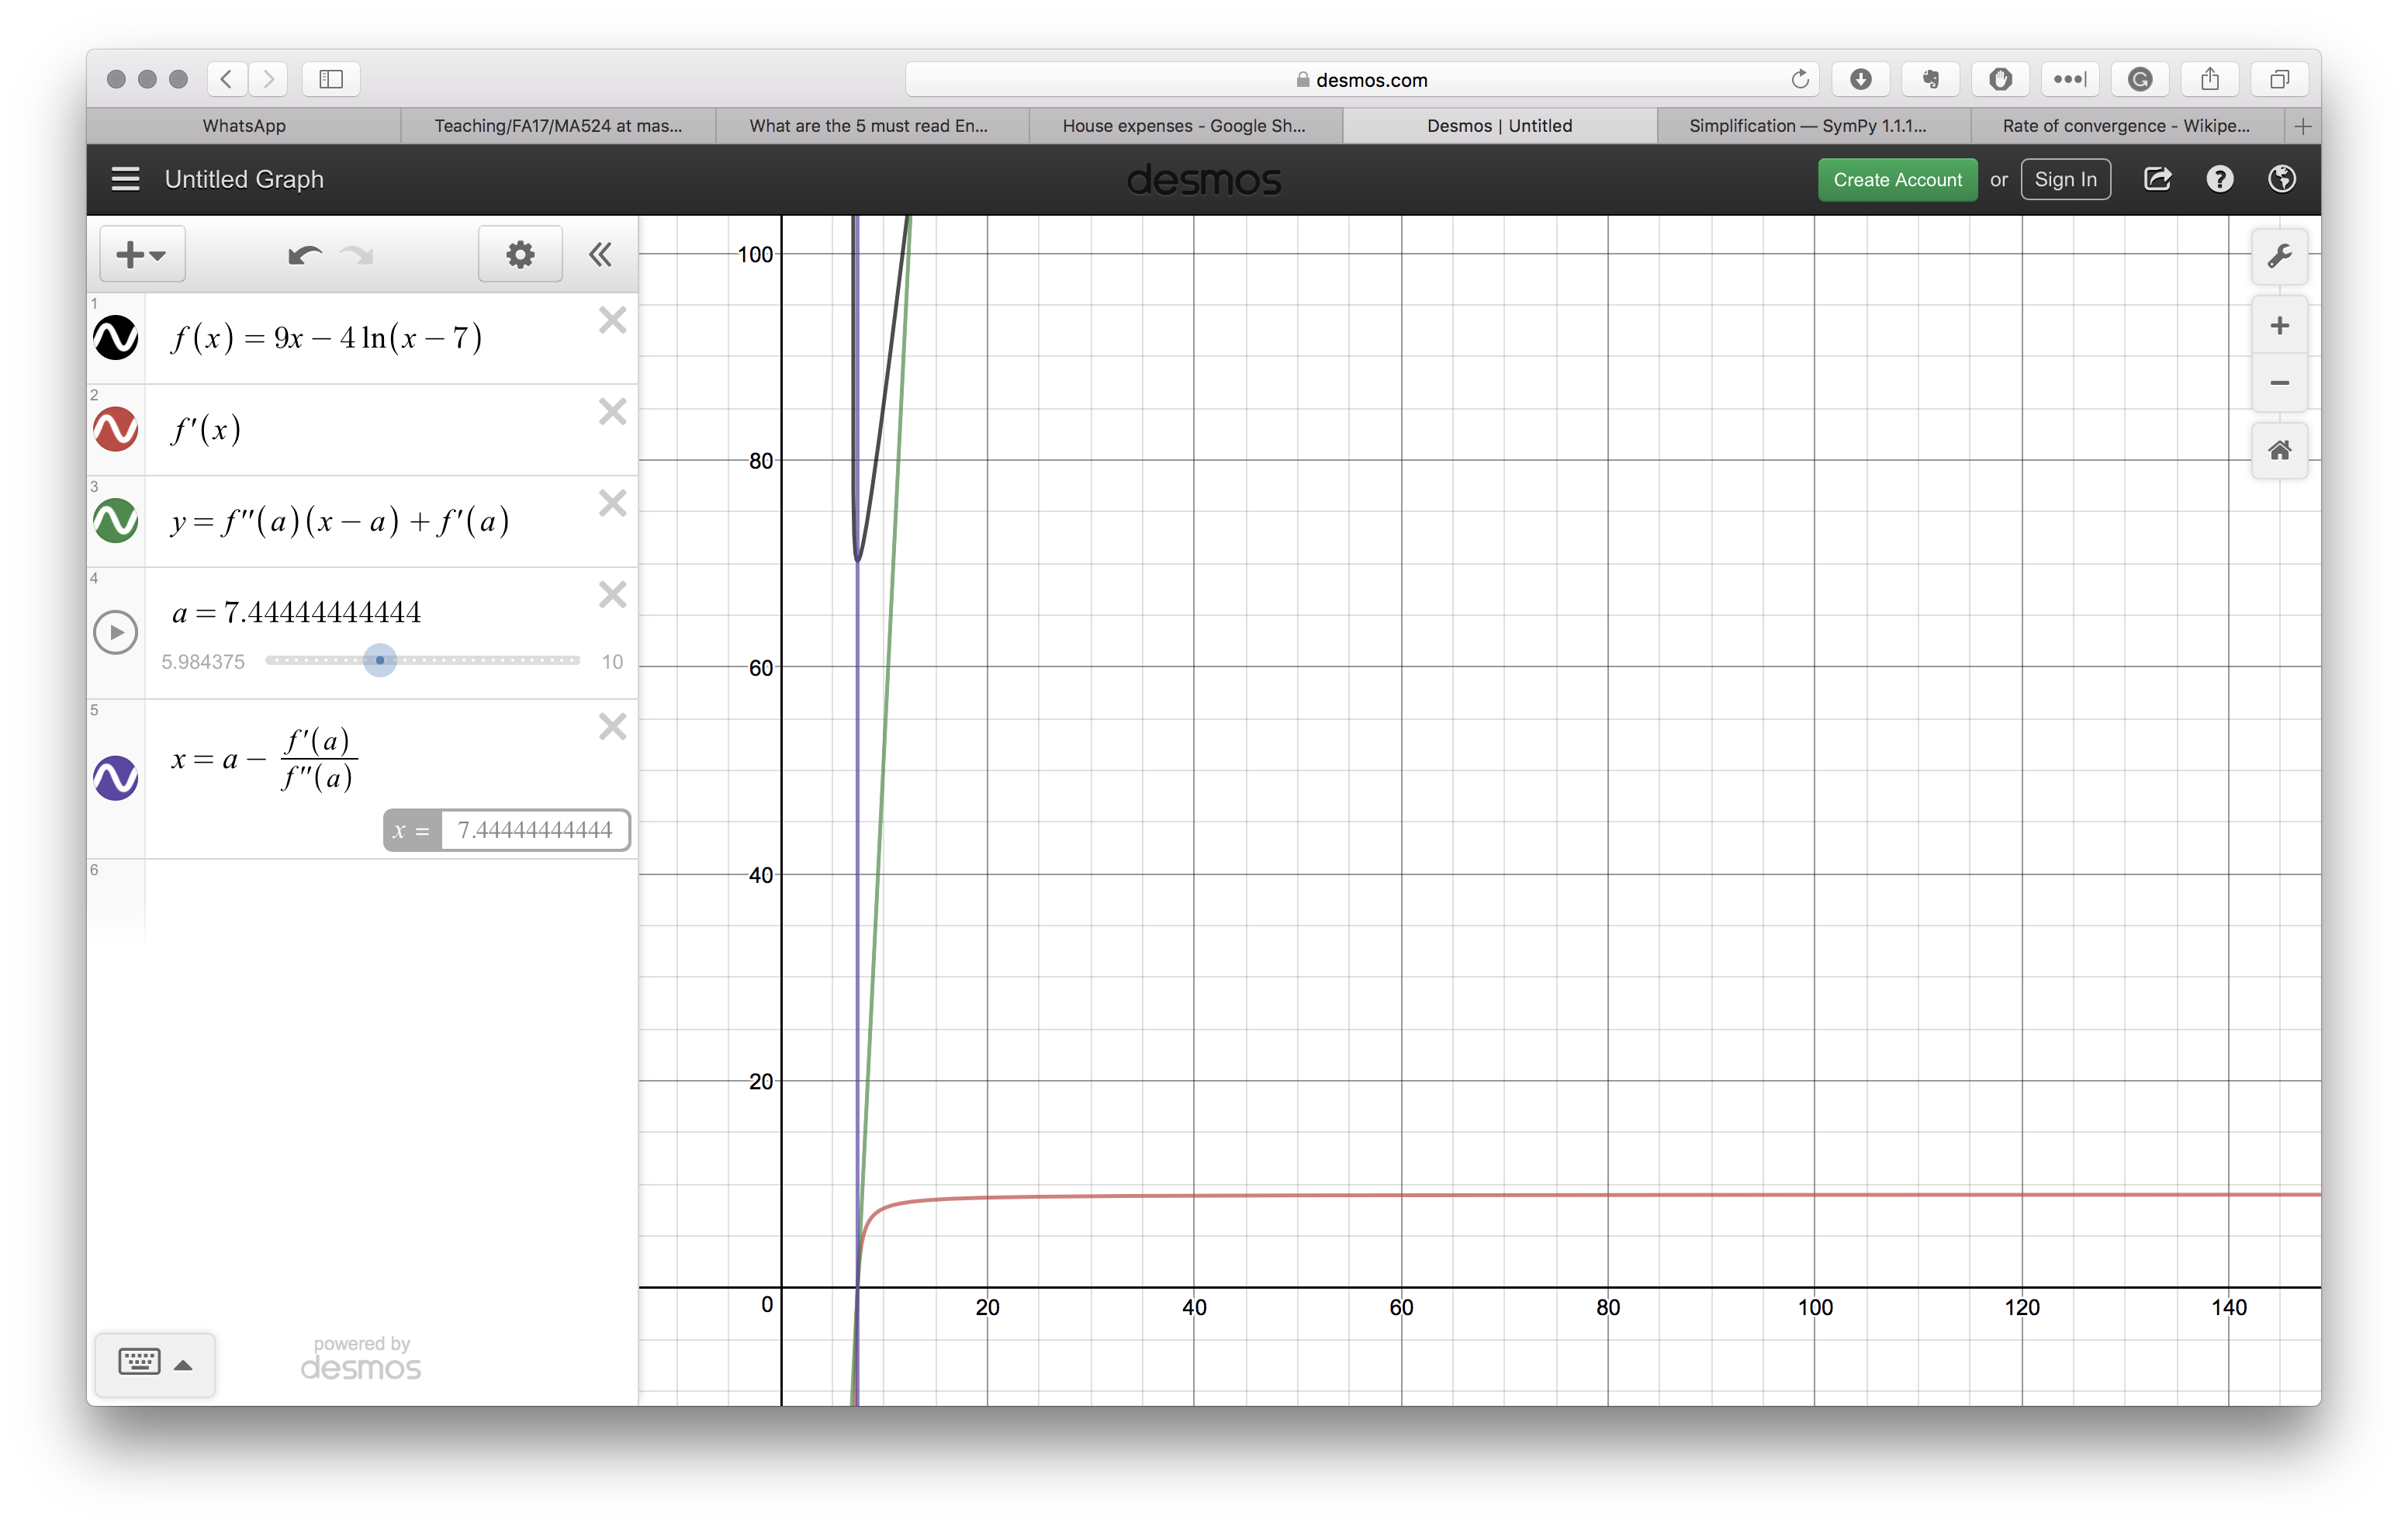 desmos.com
WhatsApp
Teaching/FA17/MA524 at mas...
What are the 5 must read En...
House expenses - Google Sh...
Desmos | Untitled
Simplification — SymPy 1.1.1...
Rate of convergence - Wikipe...
Untitled Graph
desmos
Create Account or Sign In
1
f(x) = 9x − 4 ln(x − 7)
2
f′(x)
3
y = f″(a)(x − a) + f′(a)
4
a = 7.44444444444
5.984375
10
5
x = a − f′(a)/f″(a)
x = 7.44444444444
6
powered by
desmos
100
80
60
40
20
0
20
40
60
80
100
120
140